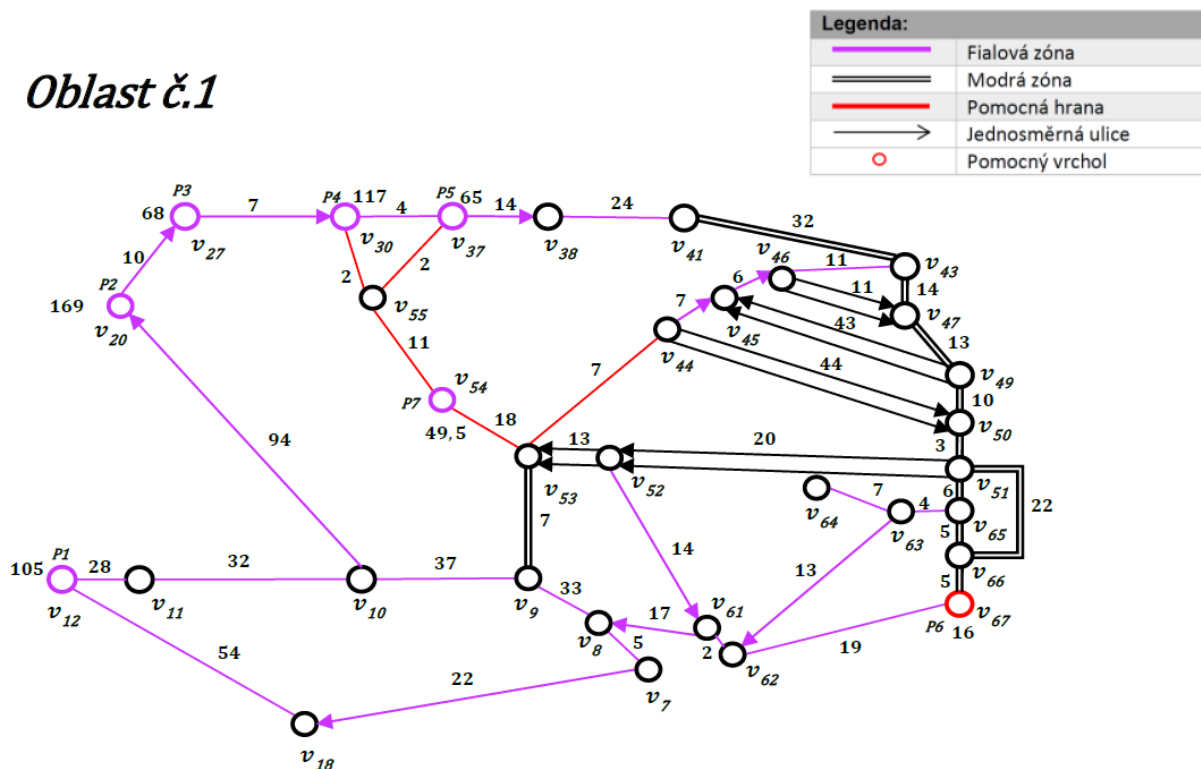 Legenda:
Fialová zóna
Modrá zóna
Pomocná hrana
Jednosměrná ulice
Pomocný vrchol
Oblast č.1
P3
68
7
v27
P4
117
4
v30
P5
65
14
v37
v38
24
v41
32
v43
10
P2
169
v20
2
2
v55
11
v54
P7
49,5
18
v46
11
6
11
14
v47
7
v45
43
13
v44
44
v49
10
7
v50
3
94
13
20
v53
v52
v51
6
22
7
v64
4
v63
v65
5
7
14
13
v66
5
P1
105
28
v12
v11
32
v10
37
v9
33
v8
17
v61
P6
v67
16
5
2
v62
19
54
22
v7
v18